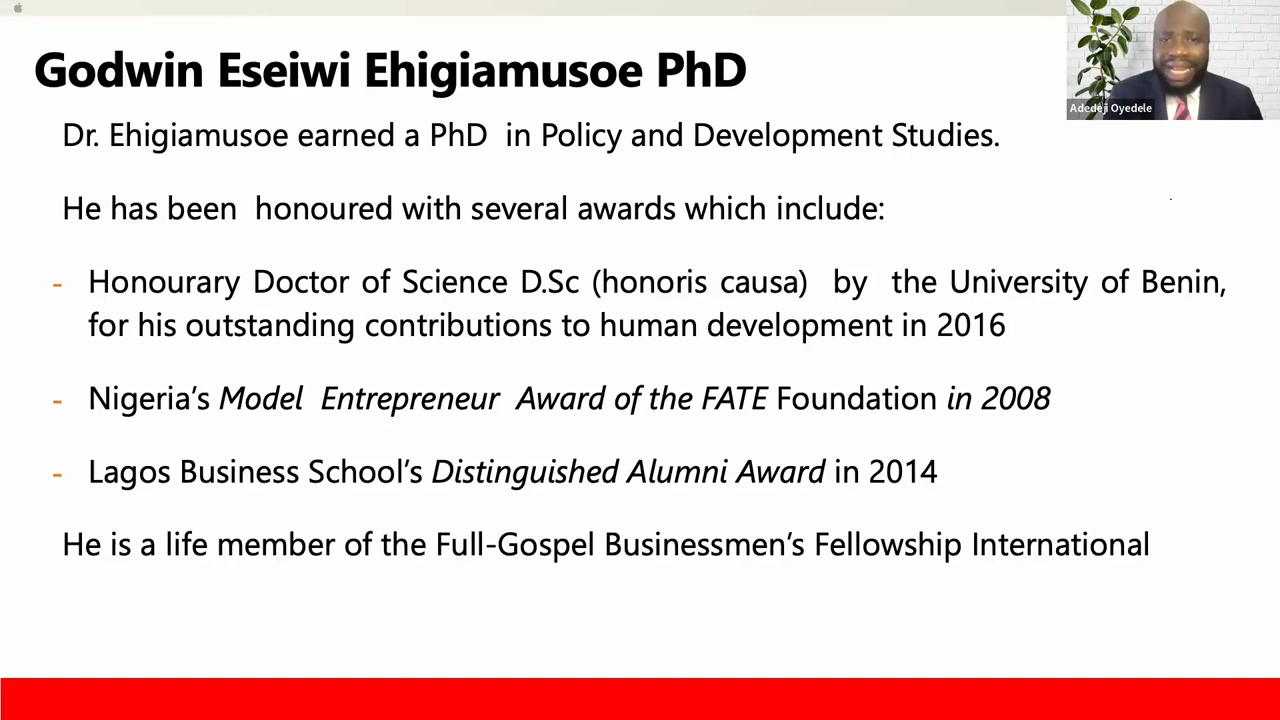 Godwin Eseiwi Ehigiamusoe PhD
Adedeji Oyedele
Dr. Ehigiamusoe earned a PhD in Policy and Development Studies.
He has been honoured with several awards which include:
- Honourary Doctor of Science D.Sc (honoris causa) by the University of Benin,
for his outstanding contributions to human development in 2016
- Nigeria’s Model Entrepreneur Award of the FATE Foundation in 2008
- Lagos Business School’s Distinguished Alumni Award in 2014
He is a life member of the Full-Gospel Businessmen’s Fellowship International